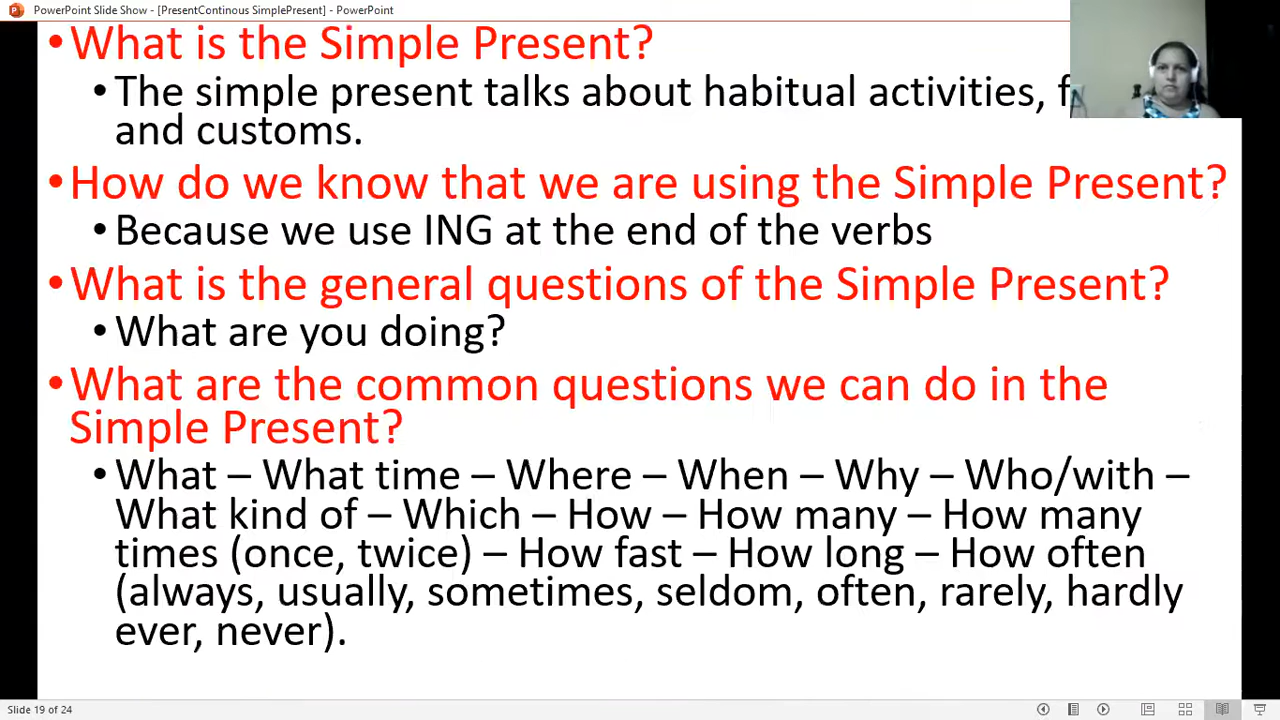 PowerPoint Slide Show - [PresentContinous SimplePresent] - PowerPoint
•What is the Simple Present?
•The simple present talks about habitual activities,
and customs.
•How do we know that we are using the Simple Present?
•Because we use ING at the end of the verbs
•What is the general questions of the Simple Present?
•What are you doing?
•What are the common questions we can do in the
Simple Present?
•What – What time – Where – When – Why – Who/with –
What kind of – Which – How – How many – How many
times (once, twice) – How fast – How long – How often
(always, usually, sometimes, seldom, often, rarely, hardly
ever, never).
Slide 19 of 24